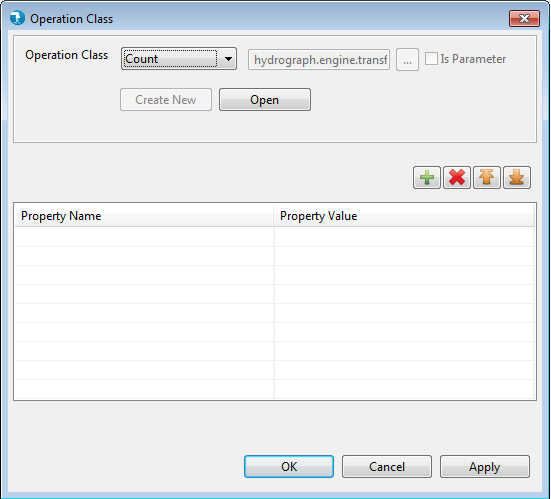 Operation Class
Operation Class Count hydrograph.engine.transf ... Is Parameter
Create New Open
Property Name Property Value
OK Cancel Apply